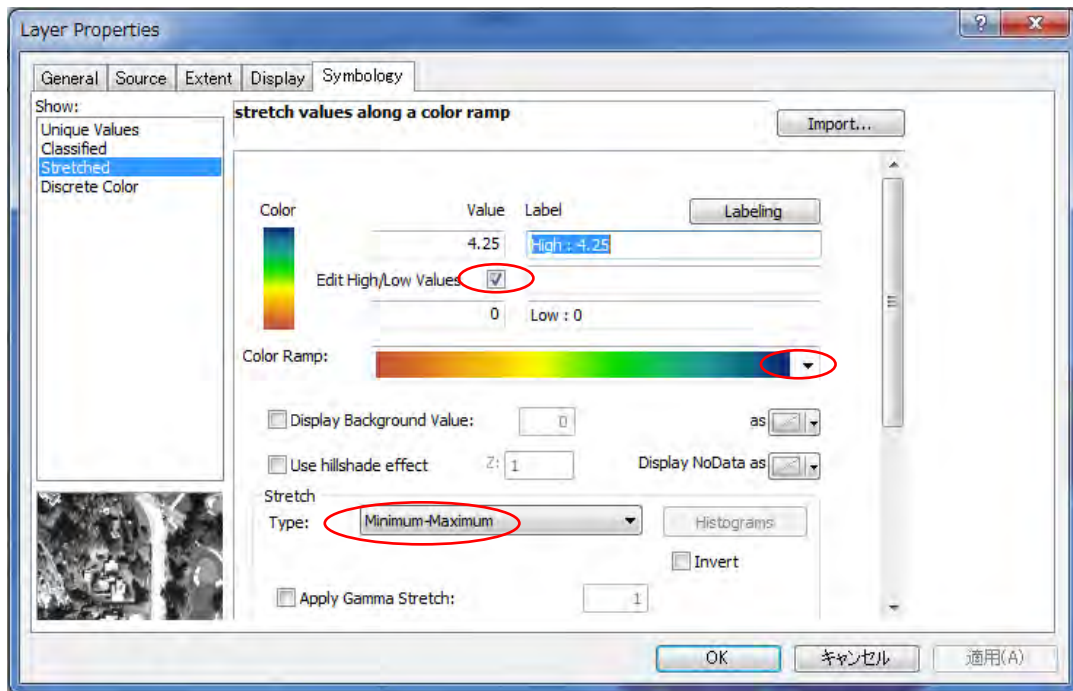 Layer Properties
General Source Extent Display Symbology
Show:
Unique Values
Classified
Stretched
Discrete Color
stretch values along a color ramp
Import...
Color Value Label Labeling
4.25 High : 4.25
Edit High/Low Values
0 Low : 0
Color Ramp:
Display Background Value: 0 as
Use hillshade effect Z: 1 Display NoData as
Stretch
Type: Minimum-Maximum Histograms
Invert
Apply Gamma Stretch: 1
OK キャンセル 適用(A)